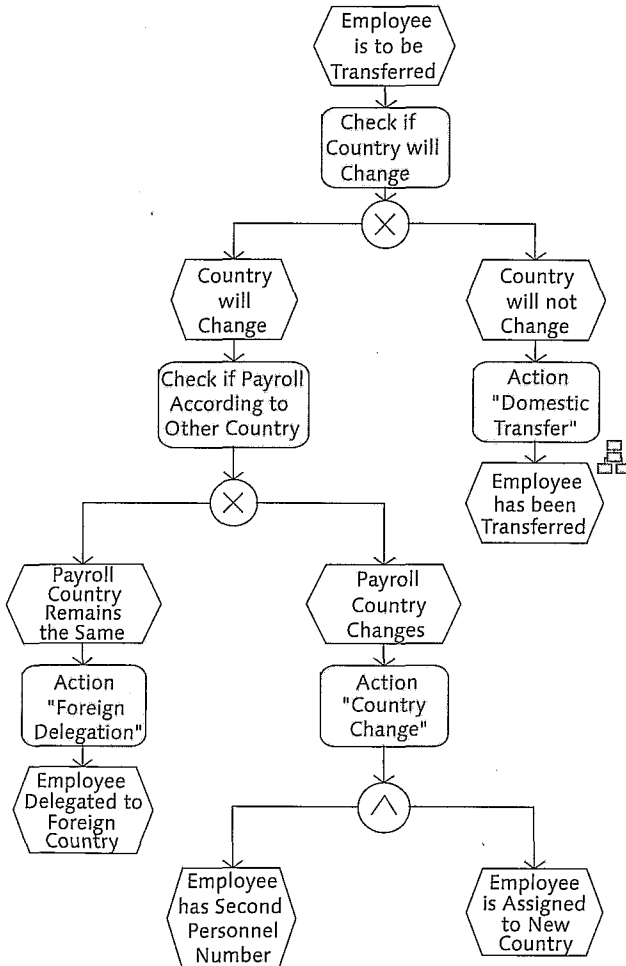 Employee
is to be
Transferred
Check if
Country will
Change
Country
will
Change
Country
will not
Change
Check if Payroll
According to
Other Country
Action
"Domestic
Transfer"
Employee
has been
Transferred
Payroll
Country
Remains
the Same
Payroll
Country
Changes
Action
"Foreign
Delegation"
Action
"Country
Change"
Employee
Delegated to
Foreign
Country
Employee
has Second
Personnel
Number
Employee
is Assigned
to New
Country